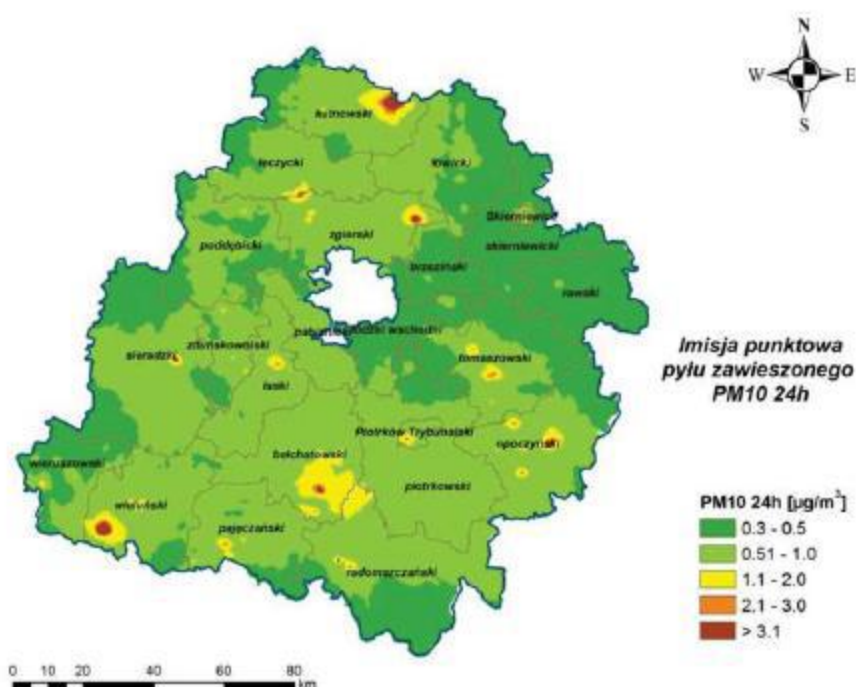 N
W E
S
kutnowski
łęczycki
łowicki
Skierniewice
zgierski
skierniewicki
poddębicki
brzeziński
rawski
łódzki wschodni
zduńskowolski
tomaszowski
sieradzki
łaski
Imisja punktowa
pyłu zawieszonego
PM10 24h
Piotrków Trybunalski
opoczyński
bełchatowski
wieruszowski
piotrkowski
wieluński
pajęczański
radomszczański
PM10 24h [µg/m³]
0.3 - 0.5
0.51 - 1.0
1.1 - 2.0
2.1 - 3.0
> 3.1
0 10 20 40 60 80
km